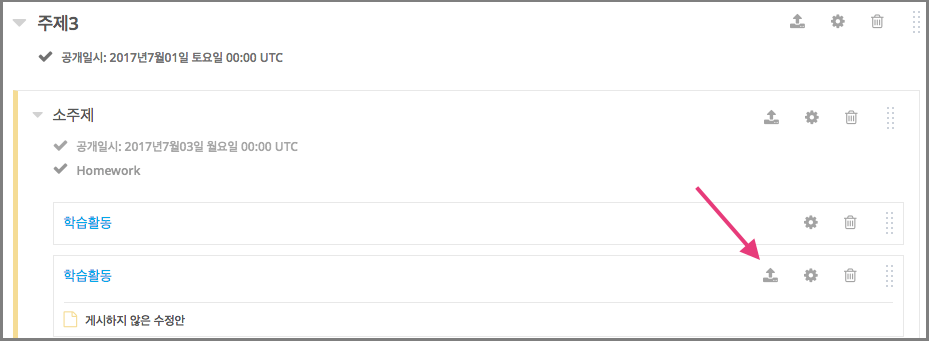 주제3
공개일시: 2017년7월01일 토요일 00:00 UTC
소주제
공개일시: 2017년7월03일 월요일 00:00 UTC
Homework
학습활동
학습활동
게시하지 않은 수정안